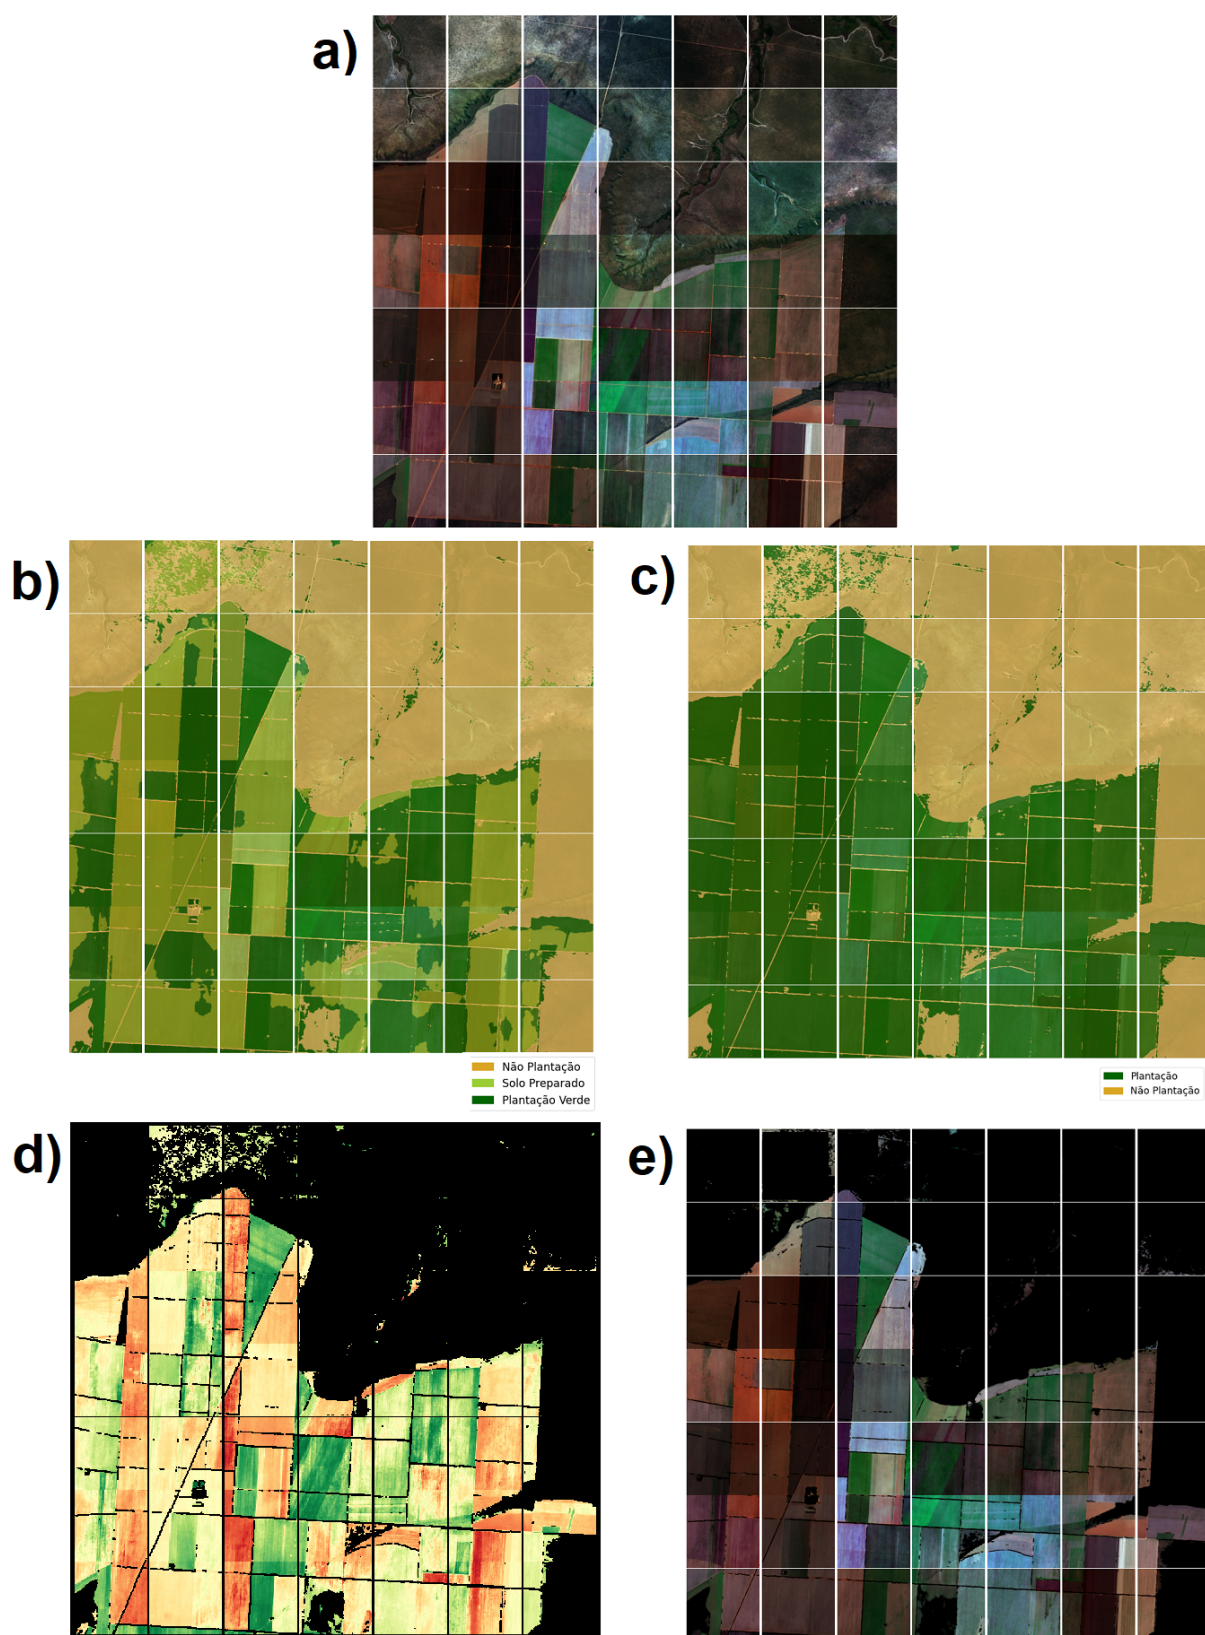 a)
b)
c)
Não Plantação
Solo Preparado
Plantação Verde
Plantação
Não Plantação
d)
e)